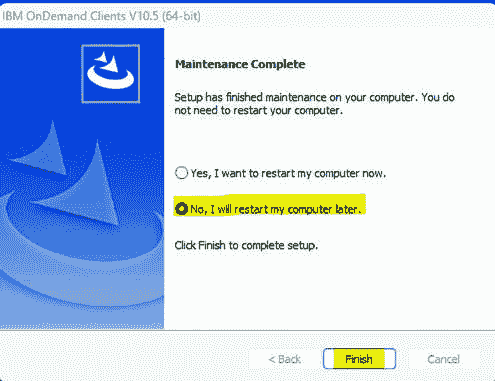 IBM OnDemand Clients V10.5 (64-bit)
Maintenance Complete
Setup has finished maintenance on your computer. You do
not need to restart your computer.
Yes, I want to restart my computer now.
No, I will restart my computer later.
Click Finish to complete setup.
< Back
Finish
Cancel